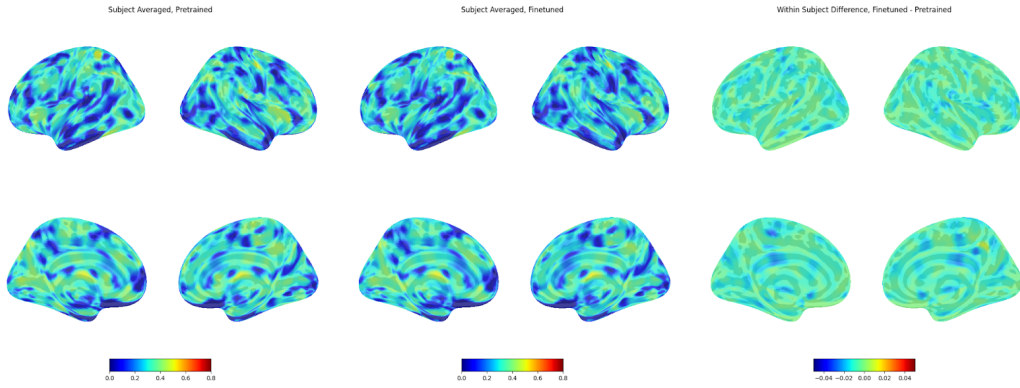 Subject Averaged, Pretrained
Subject Averaged, Finetuned
Within Subject Difference, Finetuned - Pretrained
0.0 0.2 0.4 0.6 0.8
0.0 0.2 0.4 0.6 0.8
−0.04 −0.02 0.00 0.02 0.04